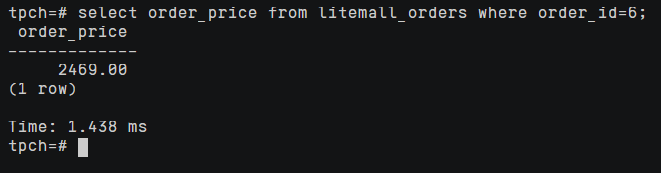 tpch=# select order_price from litemall_orders where order_id=6;
 order_price
-------------
     2469.00
(1 row)

Time: 1.438 ms
tpch=#